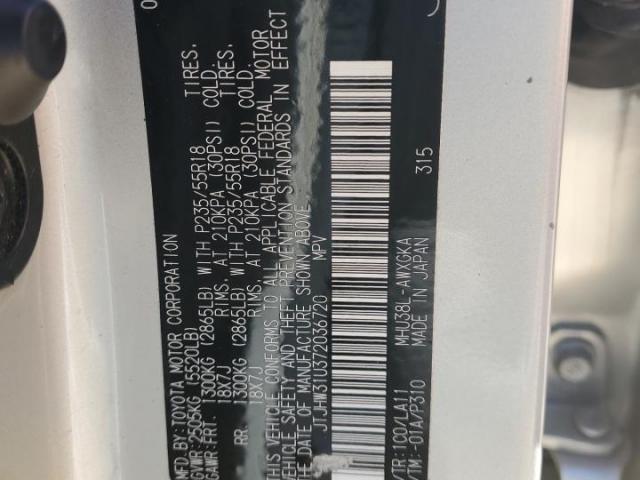 MFD.BY:TOYOTA MOTOR CORPORATION
GVWR:2505KG (5520LB)
GAWR:FRT 1300KG (2865LB) WITH P235/55R18 TIRES.
18X7J RIMS, AT 210KPA (30PSI) COLD.
RR. 1300KG (2865LB) WITH P235/55R18 TIRES.
18X7J RIMS, AT 210KPA (30PSI) COLD.
THIS VEHICLE CONFORMS TO ALL APPLICABLE FEDERAL MOTOR
VEHICLE SAFETY AND THEFT PREVENTION STANDARDS IN EFFECT
THE DATE OF MANUFACTURE SHOWN ABOVE.
JTJHW31U372036720 MPV
315
/TR:1C0/LA11 MHU38L-AWXGKA
/TM:-01A/P310 MADE IN JAPAN